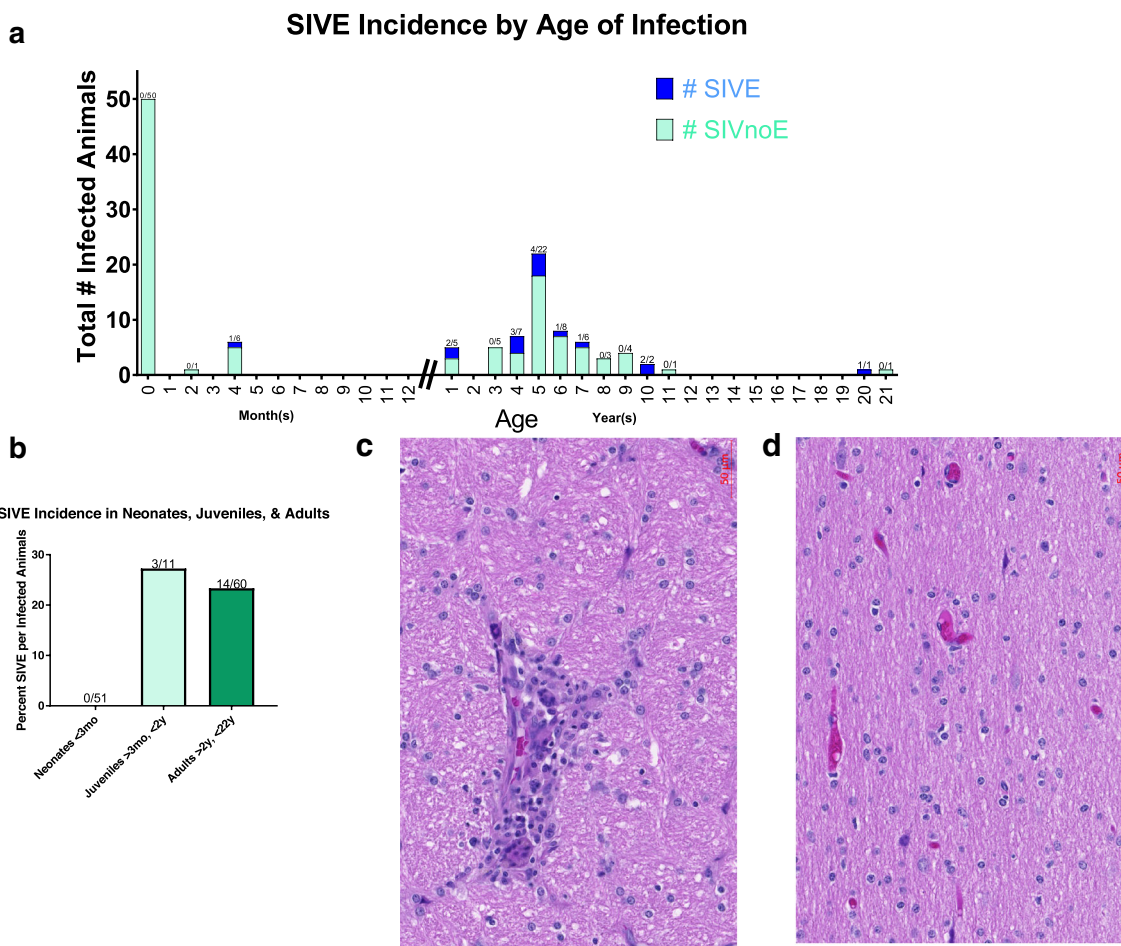 a
SIVE Incidence by Age of Infection
Total # Infected Animals
# SIVE
# SIVnoE
50
40
30
20
10
0
0/50
0/1
1/6
2/5
0/5
3/7
4/22
1/8
1/6
0/3
0/4
2/2
0/1
1/1
0/1
0 1 2 3 4 5 6 7 8 9 10 11 12 1 2 3 4 5 6 7 8 9 10 11 12 13 14 15 16 17 18 19 20 21
Month(s)
Age
Year(s)
b
SIVE Incidence in Neonates, Juveniles, & Adults
Percent SIVE per Infected Animals
30
20
10
0
0/51
3/11
14/60
Neonates <3mo
Juveniles >3mo, <2y
Adults >2y, <22y
c
50 µm
d